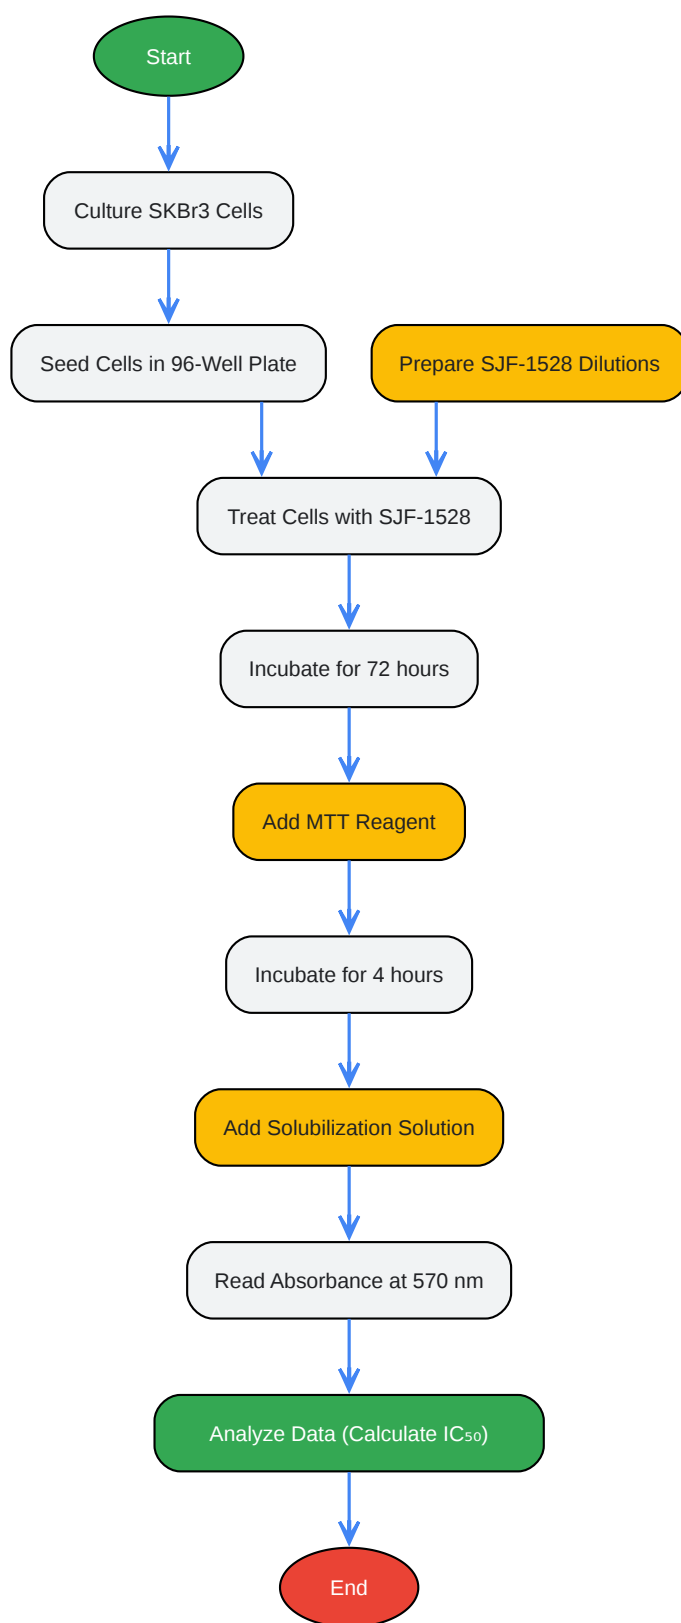 Start
Culture SKBr3 Cells
Seed Cells in 96-Well Plate
Prepare SJF-1528 Dilutions
Treat Cells with SJF-1528
Incubate for 72 hours
Add MTT Reagent
Incubate for 4 hours
Add Solubilization Solution
Read Absorbance at 570 nm
Analyze Data (Calculate IC₅₀)
End